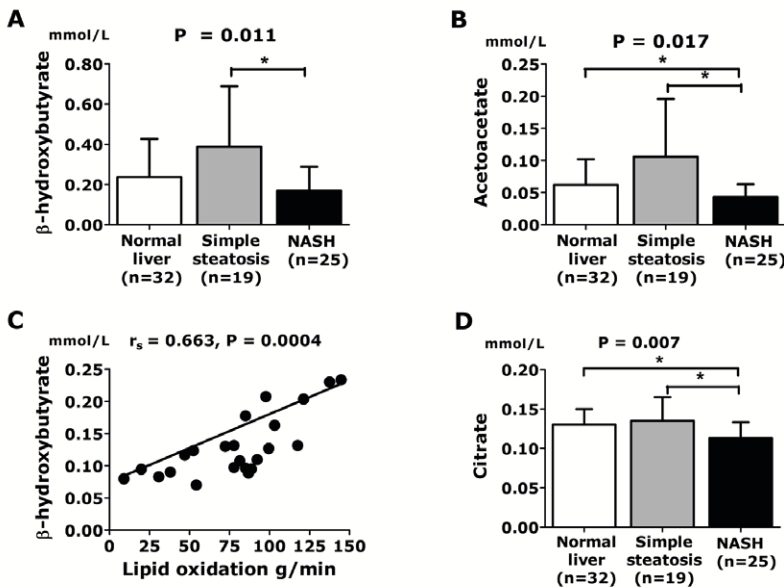 A
mmol/L
P = 0.011
*
β-hydroxybutyrate
0.80
0.60
0.40
0.20
0.00
Normal liver (n=32)
Simple steatosis (n=19)
NASH (n=25)
B
mmol/L
P = 0.017
*
*
Acetoacetate
0.25
0.20
0.15
0.10
0.05
0.00
Normal liver (n=32)
Simple steatosis (n=19)
NASH (n=25)
C
mmol/L
rs = 0.663, P = 0.0004
β-hydroxybutyrate
0.25
0.20
0.15
0.10
0.05
0.00
0 25 50 75 100 125 150
Lipid oxidation g/min
D
mmol/L
P = 0.007
*
*
Citrate
0.20
0.15
0.10
0.05
0.00
Normal liver (n=32)
Simple steatosis (n=19)
NASH (n=25)